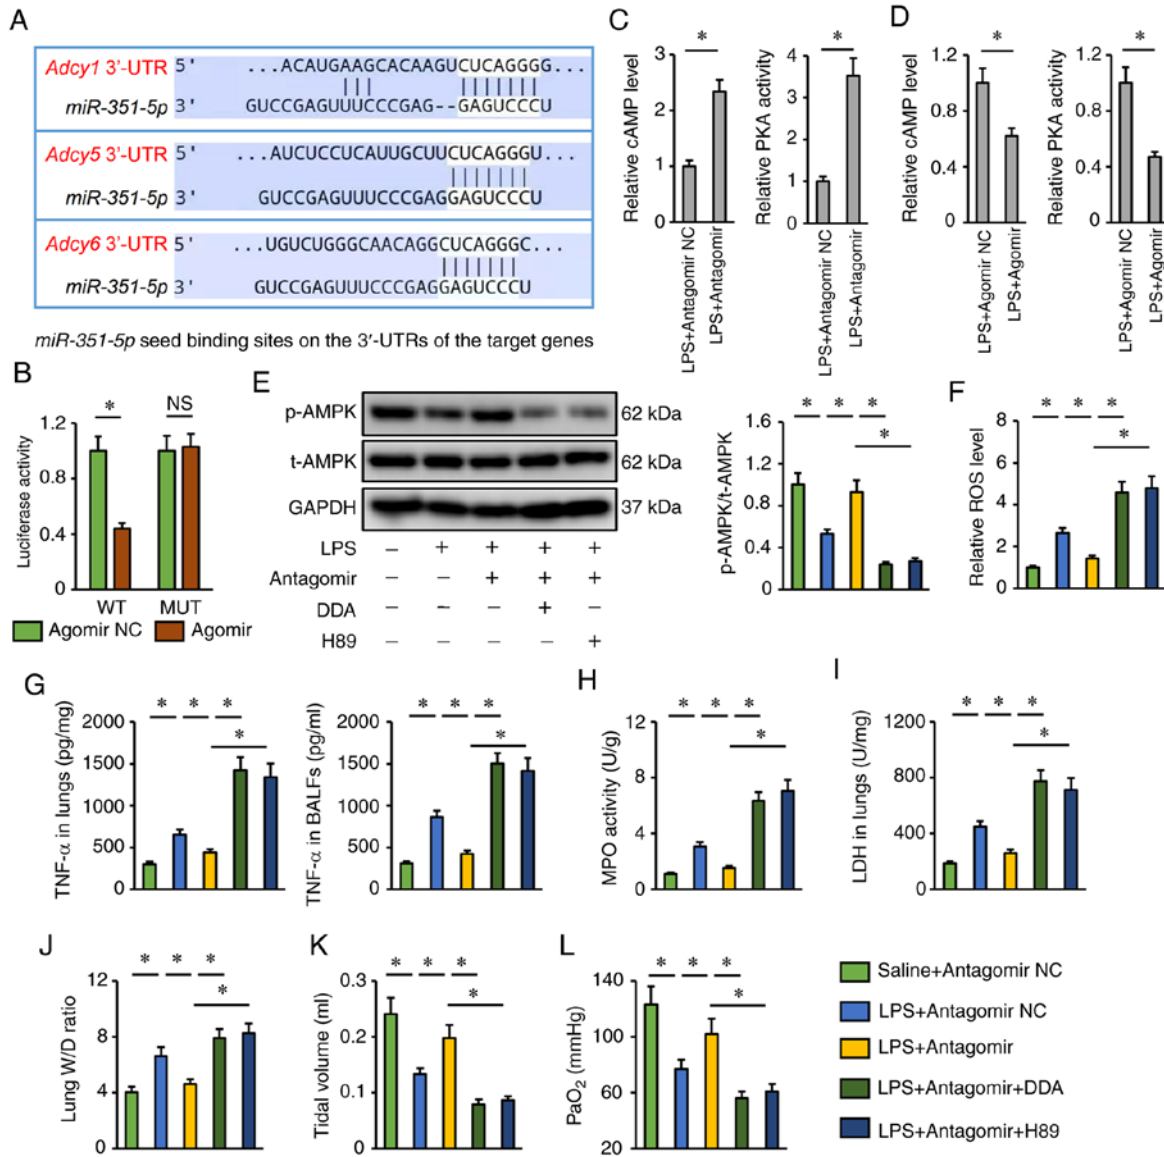 A
Adcy1 3'-UTR 5' ...ACAUGAAGCACAAGUCUCAGGGG...
miR-351-5p 3' GUCCGAGUUUCCCGAG--GAGUCCCU
Adcy5 3'-UTR 5' ...AUCUCCUCAUUGCUUCUCAGGGU...
miR-351-5p 3' GUCCGAGUUUCCCGAGGAGUCCCU
Adcy6 3'-UTR 5' ...UGUCUGGGCAACAGGCUCAGGGC...
miR-351-5p 3' GUCCGAGUUUCCCGAGGAGUCCCU
miR-351-5p seed binding sites on the 3'-UTRs of the target genes
B
Luciferase activity
1.2
0.8
0.4
0
*
NS
WT MUT
Agomir NC Agomir
C
Relative cAMP level
3
2
1
0
*
LPS+Antagomir NC
LPS+Antagomir
Relative PKA activity
4
3
2
1
0
*
LPS+Antagomir NC
LPS+Antagomir
D
Relative cAMP level
1.2
0.8
0.4
0
*
LPS+Agomir NC
LPS+Agomir
Relative PKA activity
1.2
0.8
0.4
0
*
LPS+Agomir NC
LPS+Agomir
E
p-AMPK 62 kDa
t-AMPK 62 kDa
GAPDH 37 kDa
LPS – + + + +
Antagomir – – + + +
DDA – – – + –
H89 – – – – +
p-AMPK/t-AMPK
1.6
1.2
0.8
0.4
0
* * *
*
F
Relative ROS level
8
6
4
2
0
* * *
*
G
TNF-α in lungs (pg/mg)
2000
1500
1000
500
0
* * *
*
TNF-α in BALFs (pg/ml)
2000
1500
1000
500
0
* * *
*
H
MPO activity (U/g)
12
8
4
0
* * *
*
I
LDH in lungs (U/mg)
1200
800
400
0
* * *
*
J
Lung W/D ratio
12
8
4
0
* * *
*
K
Tidal volume (ml)
0.3
0.2
0.1
0
* * *
*
L
PaO2 (mmHg)
140
100
60
20
* * *
*
Saline+Antagomir NC
LPS+Antagomir NC
LPS+Antagomir
LPS+Antagomir+DDA
LPS+Antagomir+H89